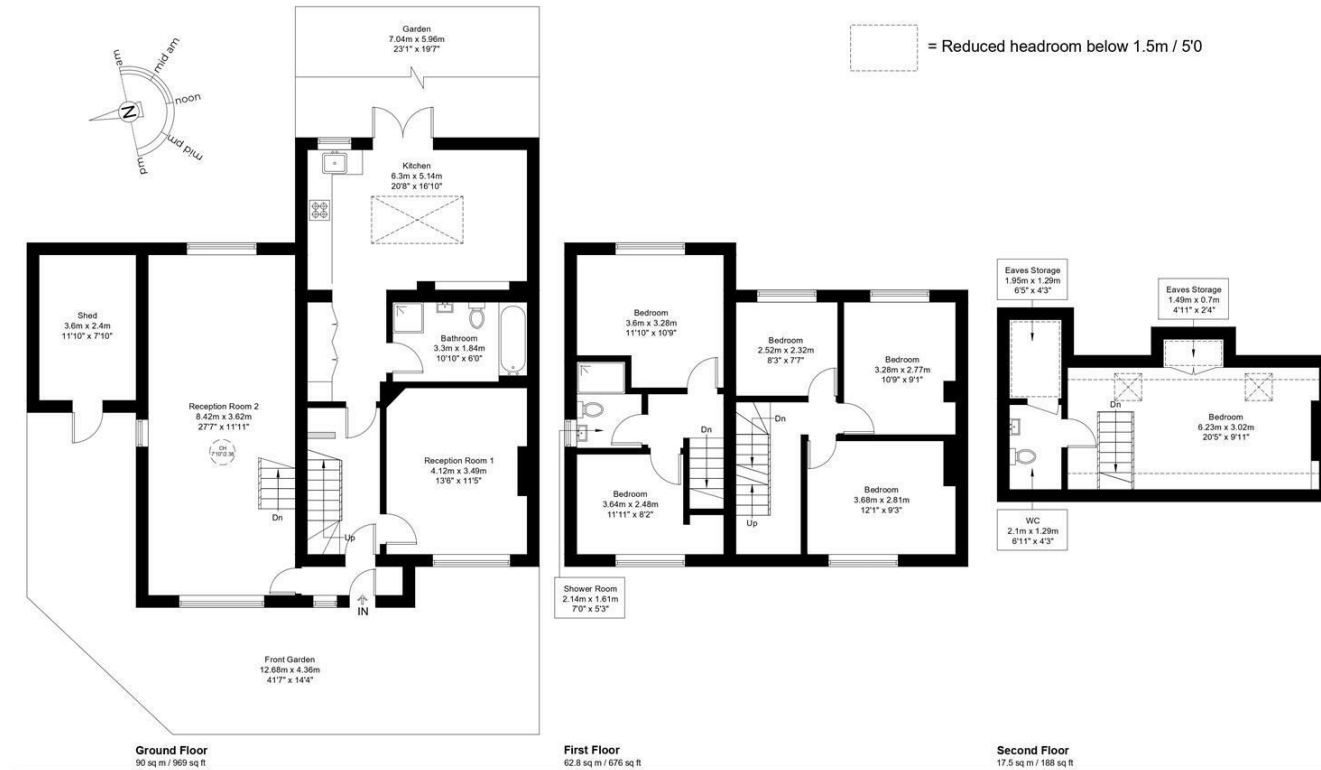 Garden
7.04m x 5.96m
23'1" x 19'7"
= Reduced headroom below 1.5m / 5'0
am
mid am
noon
mid pm
pm
N
Kitchen
6.3m x 5.14m
20'8" x 16'10"
Shed
3.6m x 2.4m
11'10" x 7'10"
Bathroom
3.3m x 1.84m
10'10" x 6'0"
Reception Room 2
8.42m x 3.62m
27'7" x 11'11"
CH
Dn
Reception Room 1
4.12m x 3.49m
13'6" x 11'5"
Up
IN
Front Garden
12.68m x 4.36m
41'7" x 14'4"
Ground Floor
90 sq m / 969 sq ft
Bedroom
3.6m x 3.28m
11'10" x 10'9"
Bedroom
2.52m x 2.32m
8'3" x 7'7"
Bedroom
3.28m x 2.77m
10'9" x 9'1"
Dn
Dn
Bedroom
3.64m x 2.48m
11'11" x 8'2"
Up
Bedroom
3.68m x 2.81m
12'1" x 9'3"
Shower Room
2.14m x 1.61m
7'0" x 5'3"
First Floor
62.8 sq m / 676 sq ft
Eaves Storage
1.95m x 1.29m
6'5" x 4'3"
Eaves Storage
1.49m x 0.7m
4'11" x 2'4"
Dn
Bedroom
6.23m x 3.02m
20'5" x 9'11"
WC
2.1m x 1.29m
6'11" x 4'3"
Second Floor
17.5 sq m / 188 sq ft